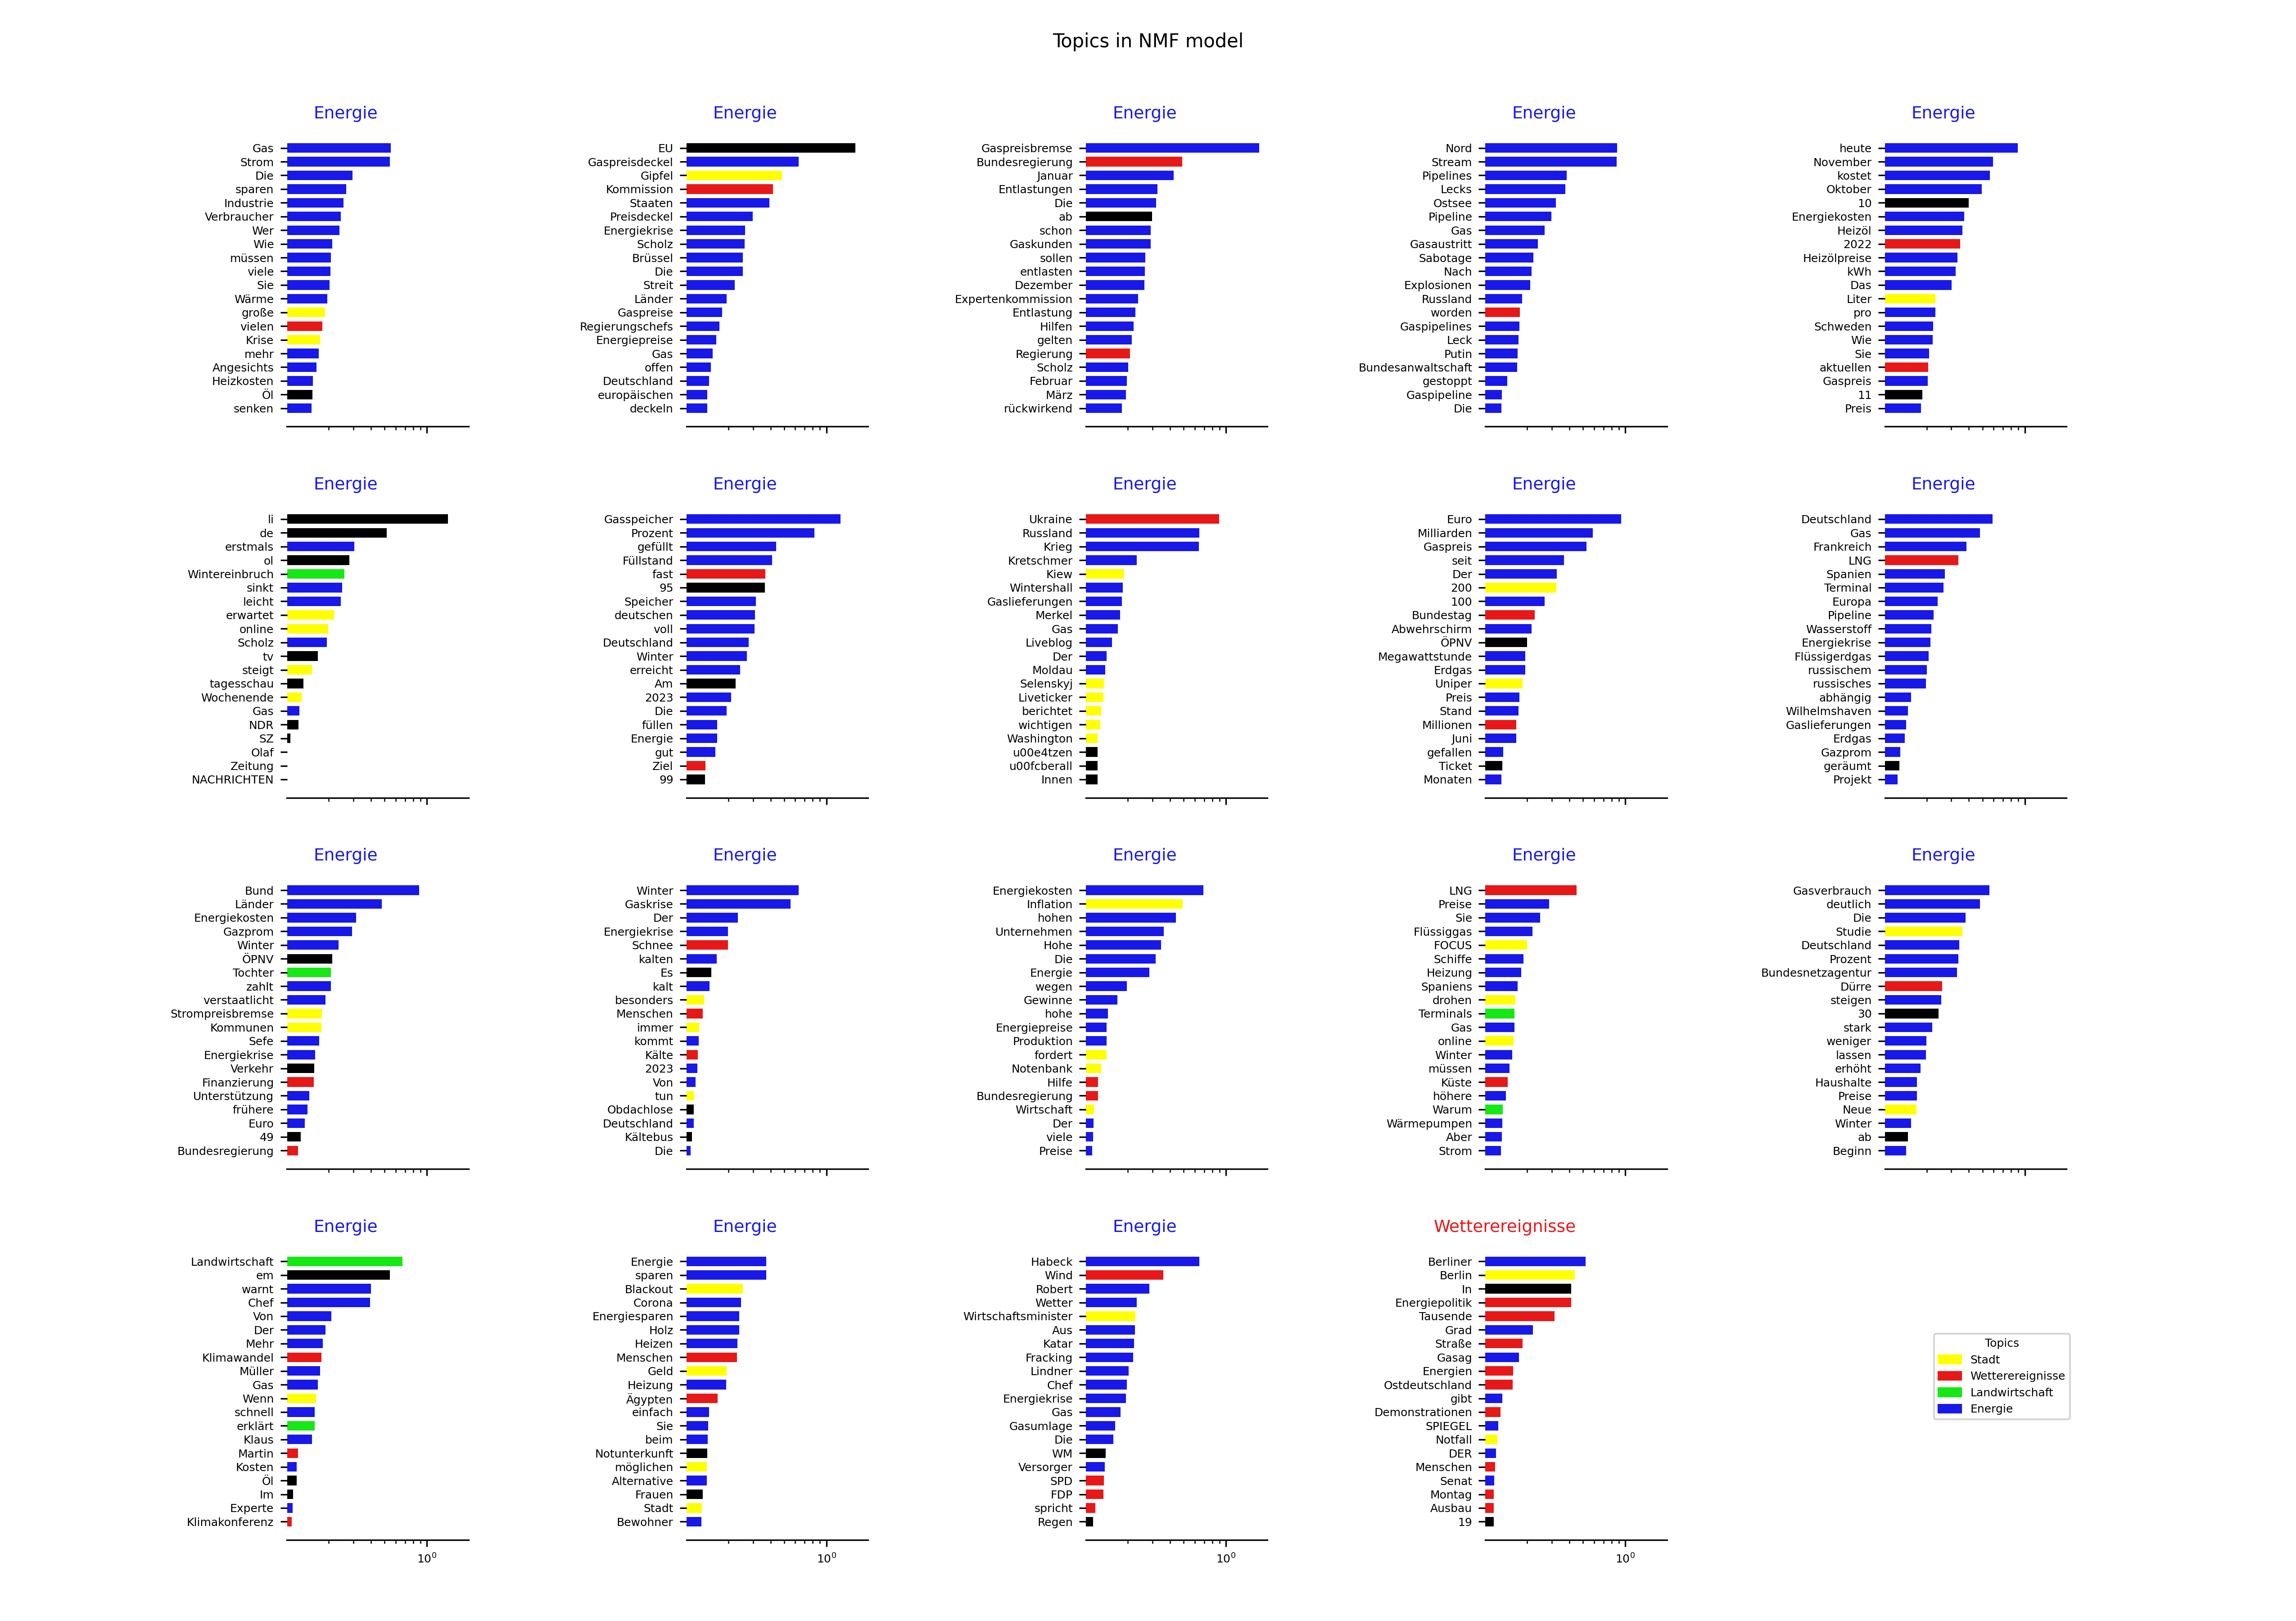 Topics in NMF model
Energie
Gas
Strom
Die
sparen
Industrie
Verbraucher
Wer
Wie
müssen
viele
Sie
Wärme
große
vielen
Krise
mehr
Angesichts
Heizkosten
Öl
senken
Energie
EU
Gaspreisdeckel
Gipfel
Kommission
Staaten
Preisdeckel
Energiekrise
Scholz
Brüssel
Die
Streit
Länder
Gaspreise
Regierungschefs
Energiepreise
Gas
offen
Deutschland
europäischen
deckeln
Energie
Gaspreisbremse
Bundesregierung
Januar
Entlastungen
Die
ab
schon
Gaskunden
sollen
entlasten
Dezember
Expertenkommission
Entlastung
Hilfen
gelten
Regierung
Scholz
Februar
März
rückwirkend
Energie
Nord
Stream
Pipelines
Lecks
Ostsee
Pipeline
Gas
Gasaustritt
Sabotage
Nach
Explosionen
Russland
worden
Gaspipelines
Leck
Putin
Bundesanwaltschaft
gestoppt
Gaspipeline
Die
Energie
heute
November
kostet
Oktober
10
Energiekosten
Heizöl
2022
Heizölpreise
kWh
Das
Liter
pro
Schweden
Wie
Sie
aktuellen
Gaspreis
11
Preis
Energie
li
de
erstmals
ol
Wintereinbruch
sinkt
leicht
erwartet
online
Scholz
tv
steigt
tagesschau
Wochenende
Gas
NDR
SZ
Olaf
Zeitung
NACHRICHTEN
Energie
Gasspeicher
Prozent
gefüllt
Füllstand
fast
95
Speicher
deutschen
voll
Deutschland
Winter
erreicht
Am
2023
Die
füllen
Energie
gut
Ziel
99
Energie
Ukraine
Russland
Krieg
Kretschmer
Kiew
Wintershall
Gaslieferungen
Merkel
Gas
Liveblog
Der
Moldau
Selenskyj
Liveticker
berichtet
wichtigen
Washington
u00e4tzen
u00fcberall
Innen
Energie
Euro
Milliarden
Gaspreis
seit
Der
200
100
Bundestag
Abwehrschirm
ÖPNV
Megawattstunde
Erdgas
Uniper
Preis
Stand
Millionen
Juni
gefallen
Ticket
Monaten
Energie
Deutschland
Gas
Frankreich
LNG
Spanien
Terminal
Europa
Pipeline
Wasserstoff
Energiekrise
Flüssigerdgas
russischem
russisches
abhängig
Wilhelmshaven
Gaslieferungen
Erdgas
Gazprom
geräumt
Projekt
Energie
Bund
Länder
Energiekosten
Gazprom
Winter
ÖPNV
Tochter
zahlt
verstaatlicht
Strompreisbremse
Kommunen
Sefe
Energiekrise
Verkehr
Finanzierung
Unterstützung
frühere
Euro
49
Bundesregierung
Energie
Winter
Gaskrise
Der
Energiekrise
Schnee
kalten
Es
kalt
besonders
Menschen
immer
kommt
Kälte
2023
Von
tun
Obdachlose
Deutschland
Kältebus
Die
Energie
Energiekosten
Inflation
hohen
Unternehmen
Hohe
Die
Energie
wegen
Gewinne
hohe
Energiepreise
Produktion
fordert
Notenbank
Hilfe
Bundesregierung
Wirtschaft
Der
viele
Preise
Energie
LNG
Preise
Sie
Flüssiggas
FOCUS
Schiffe
Heizung
Spaniens
drohen
Terminals
Gas
online
Winter
müssen
Küste
höhere
Warum
Wärmepumpen
Aber
Strom
Energie
Gasverbrauch
deutlich
Die
Studie
Deutschland
Prozent
Bundesnetzagentur
Dürre
steigen
30
stark
weniger
lassen
erhöht
Haushalte
Preise
Neue
Winter
ab
Beginn
Energie
Landwirtschaft
em
warnt
Chef
Von
Der
Mehr
Klimawandel
Müller
Gas
Wenn
schnell
erklärt
Klaus
Martin
Kosten
Öl
Im
Experte
Klimakonferenz
10⁰
Energie
Energie
sparen
Blackout
Corona
Energiesparen
Holz
Heizen
Menschen
Geld
Heizung
Ägypten
einfach
Sie
beim
Notunterkunft
möglichen
Alternative
Frauen
Stadt
Bewohner
10⁰
Energie
Habeck
Wind
Robert
Wetter
Wirtschaftsminister
Aus
Katar
Fracking
Lindner
Chef
Energiekrise
Gas
Gasumlage
Die
WM
Versorger
SPD
FDP
spricht
Regen
10⁰
Wetterereignisse
Berliner
Berlin
In
Energiepolitik
Tausende
Grad
Straße
Gasag
Energien
Ostdeutschland
gibt
Demonstrationen
SPIEGEL
Notfall
DER
Menschen
Senat
Montag
Ausbau
19
10⁰
Topics
Stadt
Wetterereignisse
Landwirtschaft
Energie